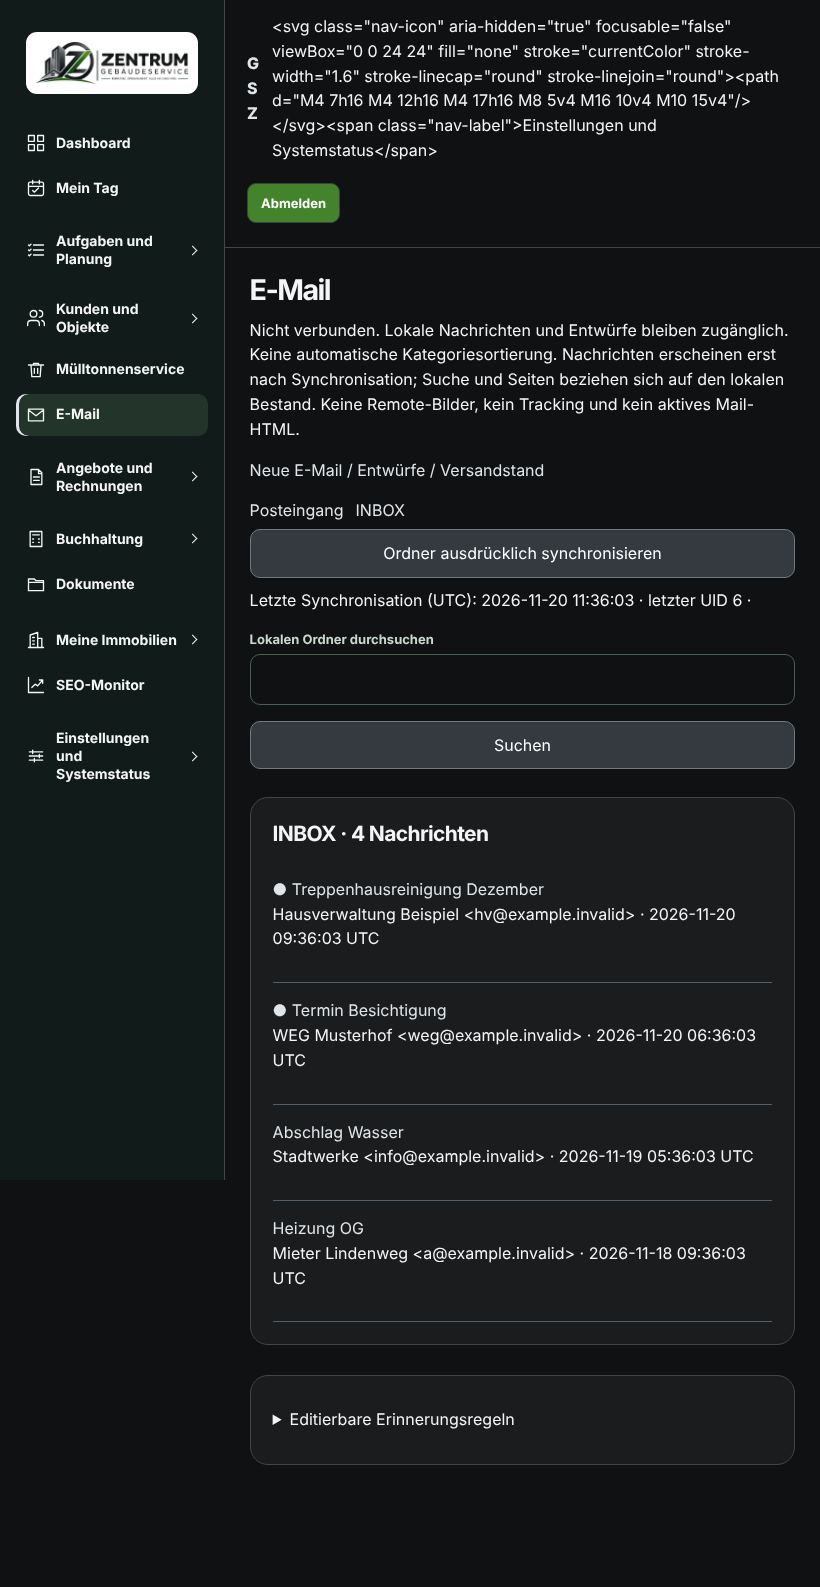 ZENTRUM
GEBÄUDESERVICE
Dashboard
Mein Tag
Aufgaben und
Planung
Kunden und
Objekte
Mülltonnenservice
E-Mail
Angebote und
Rechnungen
Buchhaltung
Dokumente
Meine Immobilien
SEO-Monitor
Einstellungen
und
Systemstatus
G
S
Z
<svg class="nav-icon" aria-hidden="true" focusable="false"
viewBox="0 0 24 24" fill="none" stroke="currentColor" stroke-
width="1.6" stroke-linecap="round" stroke-linejoin="round"><path
d="M4 7h16 M4 12h16 M4 17h16 M8 5v4 M16 10v4 M10 15v4"/>
</svg><span class="nav-label">Einstellungen und
Systemstatus</span>
Abmelden
E-Mail
Nicht verbunden. Lokale Nachrichten und Entwürfe bleiben zugänglich.
Keine automatische Kategoriesortierung. Nachrichten erscheinen erst
nach Synchronisation; Suche und Seiten beziehen sich auf den lokalen
Bestand. Keine Remote-Bilder, kein Tracking und kein aktives Mail-
HTML.
Neue E-Mail / Entwürfe / Versandstand
Posteingang INBOX
Ordner ausdrücklich synchronisieren
Letzte Synchronisation (UTC): 2026-11-20 11:36:03 · letzter UID 6 ·
Lokalen Ordner durchsuchen
Suchen
INBOX · 4 Nachrichten
● Treppenhausreinigung Dezember
Hausverwaltung Beispiel <hv@example.invalid> · 2026-11-20
09:36:03 UTC
● Termin Besichtigung
WEG Musterhof <weg@example.invalid> · 2026-11-20 06:36:03
UTC
Abschlag Wasser
Stadtwerke <info@example.invalid> · 2026-11-19 05:36:03 UTC
Heizung OG
Mieter Lindenweg <a@example.invalid> · 2026-11-18 09:36:03
UTC
▶ Editierbare Erinnerungsregeln